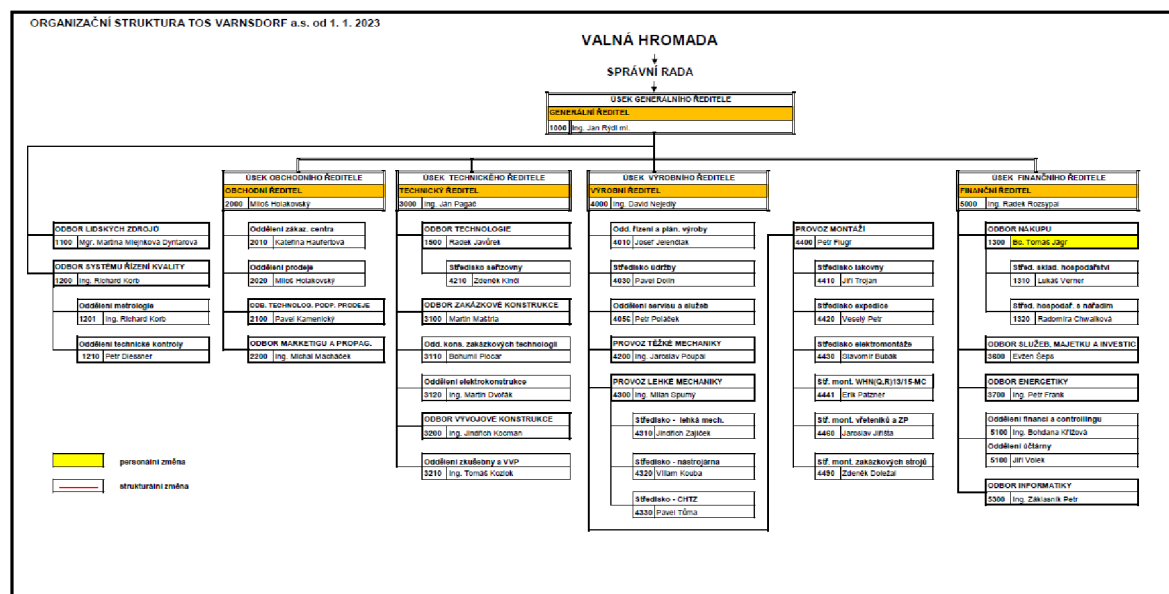 ORGANIZAČNÍ STRUKTURA TOS VARNSDORF a.s. od 1. 1. 2023
VALNÁ HROMADA
SPRÁVNÍ RADA
ÚSEK GENERÁLNÍHO ŘEDITELE
GENERÁLNÍ ŘEDITEL
1000 Ing. Jan Rýdl ml.
ÚSEK OBCHODNÍHO ŘEDITELE
OBCHODNÍ ŘEDITEL
2000 Miloš Holakovský
ÚSEK TECHNICKÉHO ŘEDITELE
TECHNICKÝ ŘEDITEL
3000 Ing. Ján Pagáč
ÚSEK VÝROBNÍHO ŘEDITELE
VÝROBNÍ ŘEDITEL
4000 Ing. David Nejedlý
ÚSEK FINANČNÍHO ŘEDITELE
FINANČNÍ ŘEDITEL
5000 Ing. Radek Rozsypal
ODBOR LIDSKÝCH ZDROJŮ
1100 Mgr. Martina Mlejnková Dyntarová
ODBOR SYSTÉMU ŘÍZENÍ KVALITY
1200 Ing. Richard Korb
Oddělení metrologie
1201 Ing. Richard Korb
Oddělení technické kontroly
1210 Petr Diessner
Oddělení zákaz. centra
2010 Kateřina Haufertová
Oddělení prodeje
2020 Miloš Holakovský
ODB. TECHNOLOG. PODP. PRODEJE
2100 Pavel Kamenický
ODBOR MARKETIGU A PROPAG.
2200 Ing. Michal Macháček
ODBOR TECHNOLOGIE
1500 Radek Javůrek
Středisko seřizovny
4210 Zdeněk Kindl
ODBOR ZAKÁZKOVÉ KONSTRUKCE
3100 Martin Maštria
Odd. kons. zakázkových technologií
3110 Bohumil Plocar
Oddělení elektrokonstrukce
3120 Ing. Martin Dvořák
ODBOR VÝVOJOVÉ KONSTRUKCE
3200 Ing. Jindřich Kocman
Oddělení zkušebny a VVP
3210 Ing. Tomáš Kozlok
Odd. řízení a plán. výroby
4010 Josef Jelenčiak
Středisko údržby
4030 Pavel Dolin
Oddělení servisu a služeb
4056 Petr Poláček
PROVOZ TĚŽKÉ MECHANIKY
4200 Ing. Jaroslav Poupal
PROVOZ LEHKÉ MECHANIKY
4300 Ing. Milan Spurný
Středisko - lehká mech.
4310 Jindřich Zajíček
Středisko - nástrojárna
4320 Viliam Kouba
Středisko - CHTZ
4330 Pavel Tůma
PROVOZ MONTÁŽI
4400 Petr Flugr
Středisko lakovny
4410 Jiří Trojan
Středisko expedice
4420 Veselý Petr
Středisko elektromontáže
4430 Slavomír Bubák
Stř. mont. WHN(Q,R)13/15-MC
4441 Erik Patzner
Stř. mont. vřeteníků a ZP
4460 Jaroslav Jiřišta
Stř. mont. zakázkových strojů
4490 Zdeněk Doležal
ODBOR NÁKUPU
1300 Bc. Tomáš Jágr
Střed. sklad. hospodářství
1310 Lukáš Verner
Střed. hospodař. s nářadím
1320 Radomíra Chwalková
ODBOR SLUŽEB, MAJETKU A INVESTIC
3600 Evžen Šeps
ODBOR ENERGETIKY
3700 Ing. Petr Frank
Oddělení financí a controllingu
5100 Ing. Bohdana Křížová
Oddělení účtárny
5100 Jiří Volek
ODBOR INFORMATIKY
5300 Ing. Základník Petr
personální změna
strukturální změna